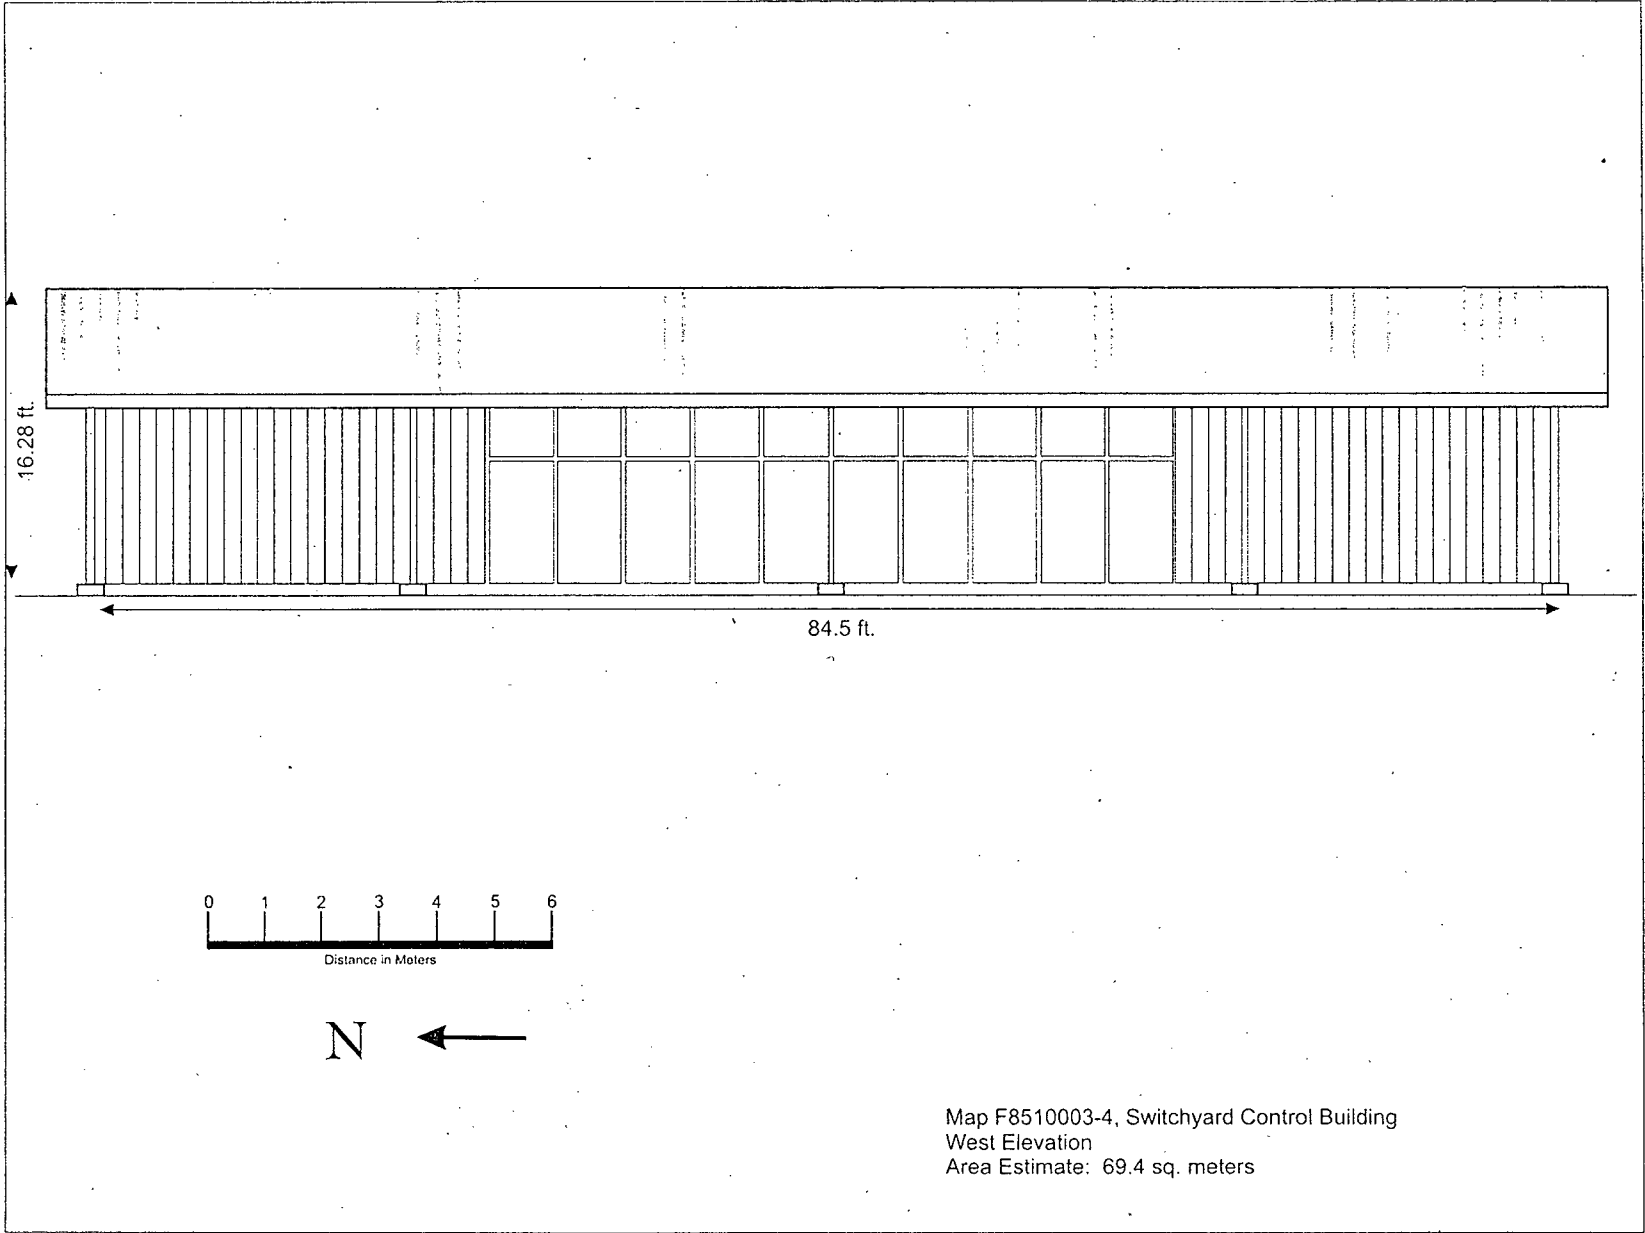 16.28 ft.
84.5 ft.
0 1 2 3 4 5 6
Distance in Meters
N
Map F8510003-4, Switchyard Control Building
West Elevation
Area Estimate: 69.4 sq. meters